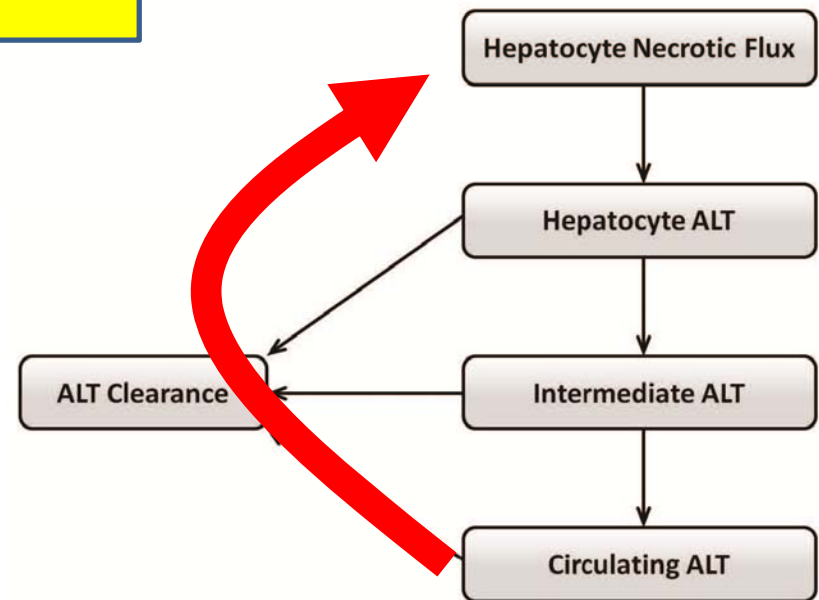 Hepatocyte Necrotic Flux
Hepatocyte ALT
ALT Clearance
Intermediate ALT
Circulating ALT